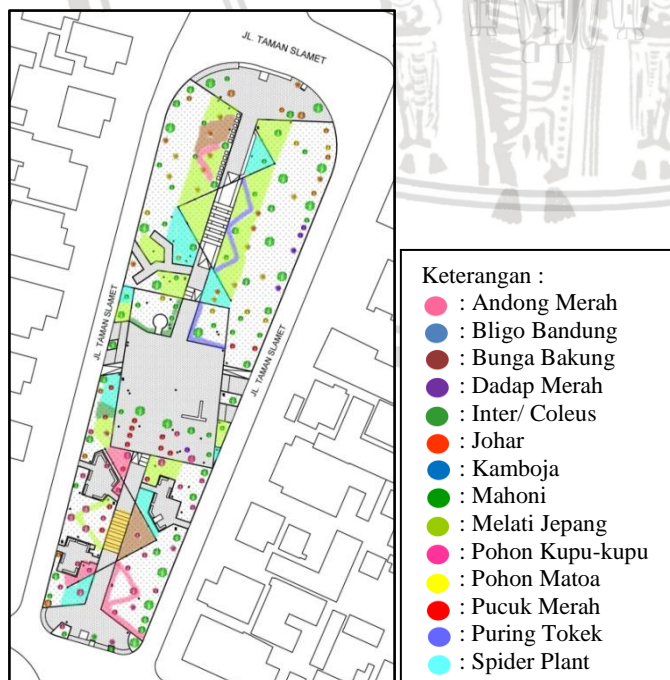 JL. TAMAN SLAMET
JL. TAMAN SLAMET
JL. TAMAN SLAMET
Keterangan :
: Andong Merah
: Bligo Bandung
: Bunga Bakung
: Dadap Merah
: Inter/ Coleus
: Johar
: Kamboja
: Mahoni
: Melati Jepang
: Pohon Kupu-kupu
: Pohon Matoa
: Pucuk Merah
: Puring Tokek
: Spider Plant